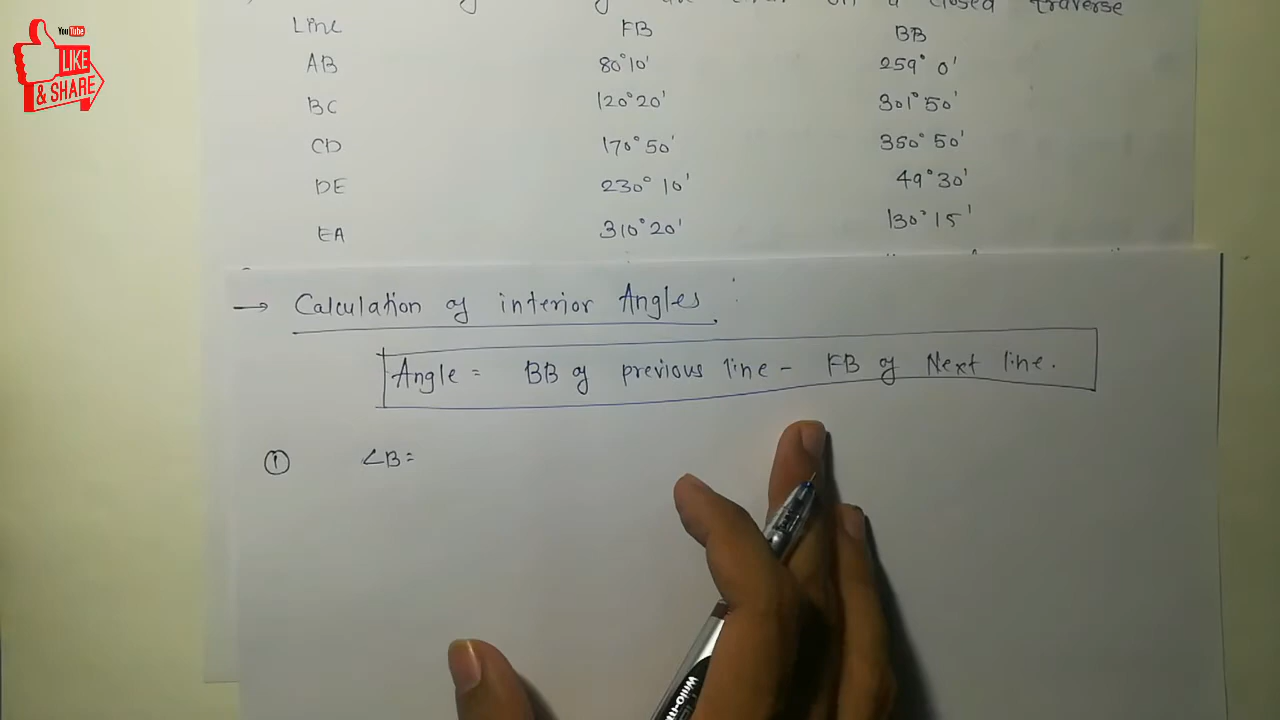 a closed traverse
Line FB BB
AB 80°10' 259° 0'
BC 120°20' 301°50'
CD 170°50' 350°50'
DE 230° 10' 49°30'
EA 310°20' 130°15'
→ Calculation of interior Angles :
Angle = BB of previous line - FB of Next line.
① ∠B=
YouTube
LIKE
& SHARE